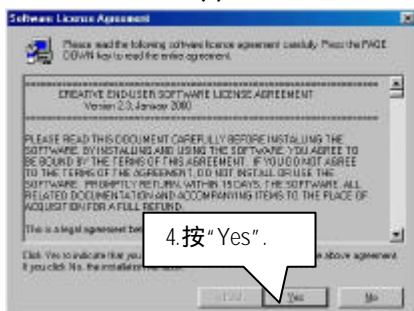 Software License Agreement
Please read the following software license agreement carefully. Press the PAGE
DOWN key to read the entire agreement.
CREATIVE END-USER SOFTWARE LICENSE AGREEMENT
Version 2.3, January 2000
PLEASE READ THIS DOCUMENT CAREFULLY BEFORE INSTALLING THE
SOFTWARE. BY INSTALLING AND USING THE SOFTWARE, YOU AGREE TO
BE BOUND BY THE TERMS OF THIS AGREEMENT. IF YOU DO NOT AGREE
TO THE TERMS OF THE AGREEMENT, DO NOT INSTALL OR USE THE
SOFTWARE. PROMPTLY RETURN, WITHIN 15 DAYS, THE SOFTWARE, ALL
RELATED DOCUMENTATION AND ACCOMPANYING ITEMS TO THE PLACE OF
ACQUISITION FOR A FULL REFUND.
This is a legal agreement
4.按“Yes”.
Click Yes to indicate that you above agreement.
If you click No, the installation
Yes No